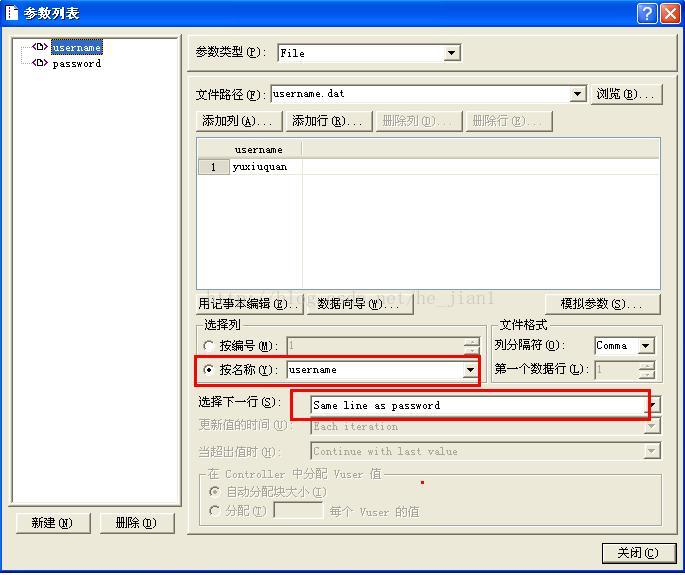 参数列表
username
password
参数类型(P): File
文件路径(F): username.dat 浏览(B)...
添加列(A)... 添加行(R)... 删除列(D)... 删除行(E)...
username
1 yuxiuquan
用记事本编辑(E).. 数据向导(W)... 模拟参数(S)...
选择列
按编号(M): 1
按名称(Y): username
文件格式
列分隔符(O): Comma
第一个数据行(L): 1
选择下一行(S): Same line as password
更新值的时间(U): Each iteration
当超出值时(H): Continue with last value
在 Controller 中分配 Vuser 值
自动分配块大小(I)
分配(T) 每个 Vuser 的值
新建(N) 删除(D)
关闭(C)